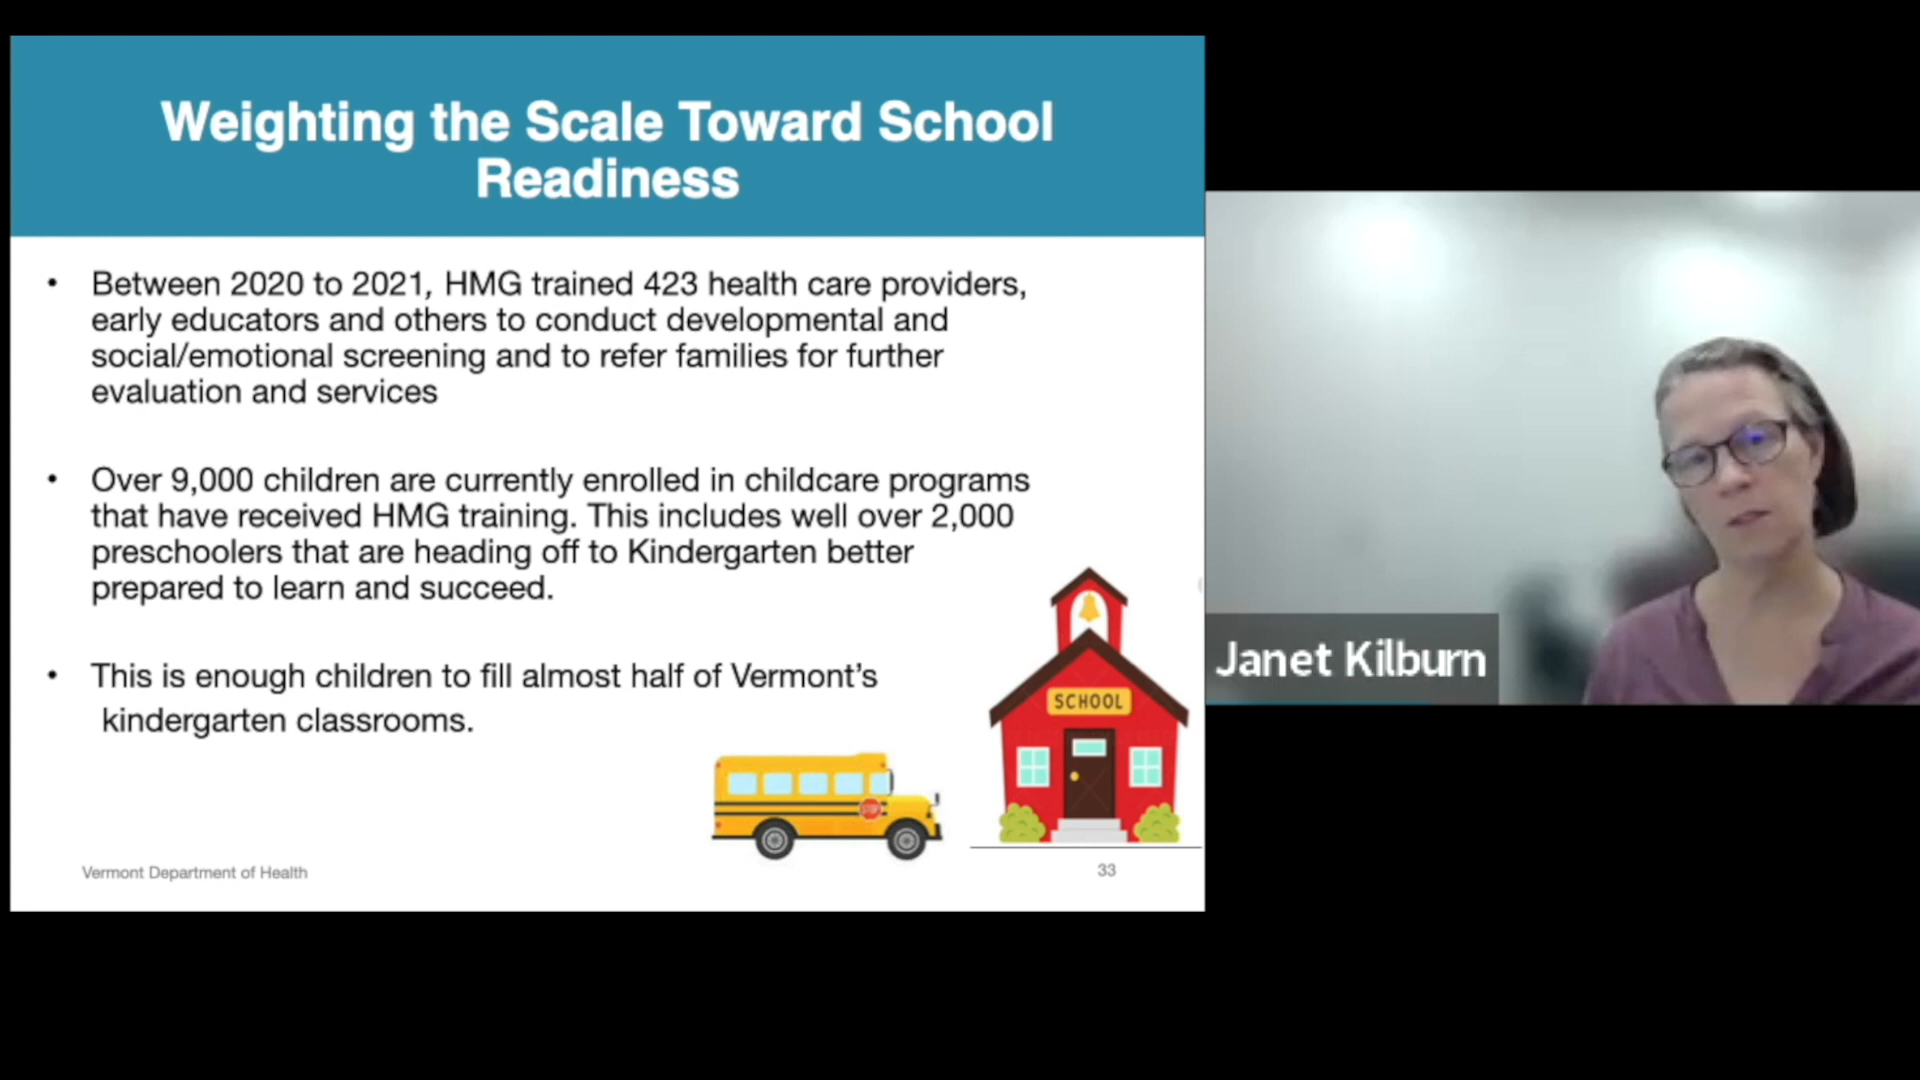 Weighting the Scale Toward School
Readiness
• Between 2020 to 2021, HMG trained 423 health care providers,
early educators and others to conduct developmental and
social/emotional screening and to refer families for further
evaluation and services
• Over 9,000 children are currently enrolled in childcare programs
that have received HMG training. This includes well over 2,000
preschoolers that are heading off to Kindergarten better
prepared to learn and succeed.
• This is enough children to fill almost half of Vermont’s
kindergarten classrooms.
SCHOOL
STOP
Vermont Department of Health
33
Janet Kilburn